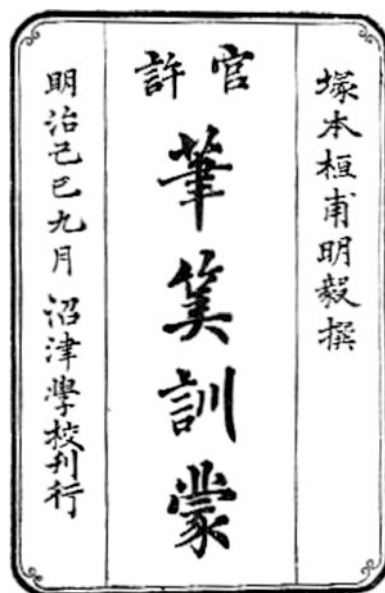 塚本桓甫明毅撰
官許
筆算訓蒙
明治己巳九月 沼津學校刊行